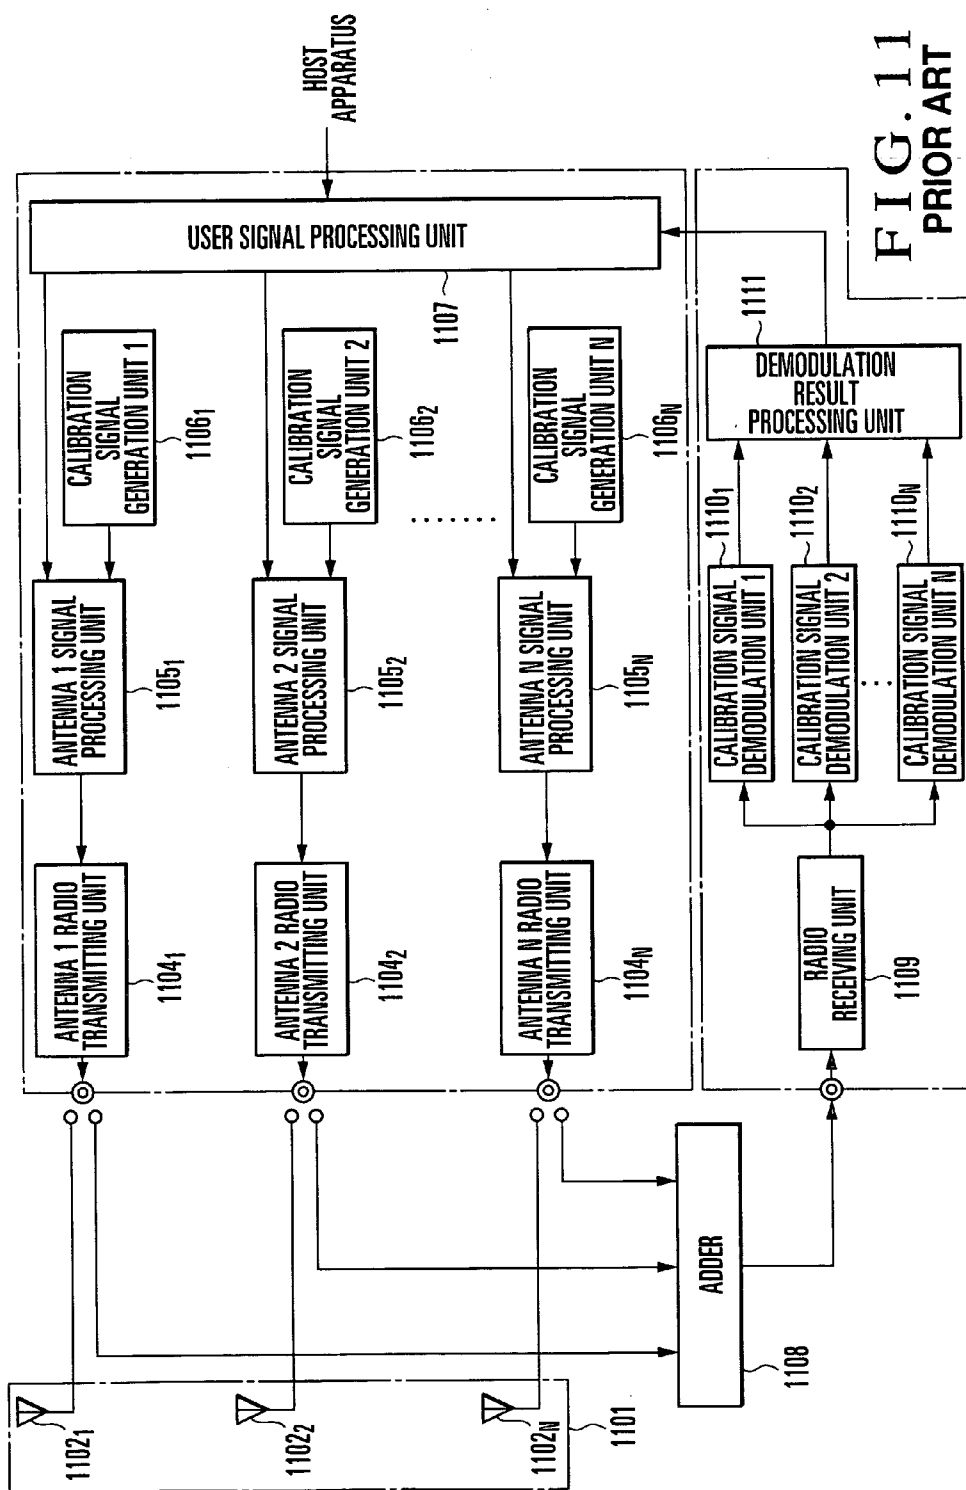 HOST
APPARATUS
USER SIGNAL PROCESSING UNIT
1107
CALIBRATION
SIGNAL
GENERATION UNIT 1
1106₁
CALIBRATION
SIGNAL
GENERATION UNIT 2
1106₂
CALIBRATION
SIGNAL
GENERATION UNIT N
1106N
ANTENNA 1 SIGNAL
PROCESSING UNIT
1105₁
ANTENNA 2 SIGNAL
PROCESSING UNIT
1105₂
ANTENNA N SIGNAL
PROCESSING UNIT
1105N
ANTENNA 1 RADIO
TRANSMITTING UNIT
1104₁
ANTENNA 2 RADIO
TRANSMITTING UNIT
1104₂
ANTENNA N RADIO
TRANSMITTING UNIT
1104N
1102₁
1102₂
1102N
1101
ADDER
1108
RADIO
RECEIVING UNIT
1109
CALIBRATION SIGNAL
DEMODULATION UNIT 1
1110₁
CALIBRATION SIGNAL
DEMODULATION UNIT 2
1110₂
CALIBRATION SIGNAL
DEMODULATION UNIT N
1110N
DEMODULATION
RESULT
PROCESSING UNIT
1111
FIG. 11
PRIOR ART